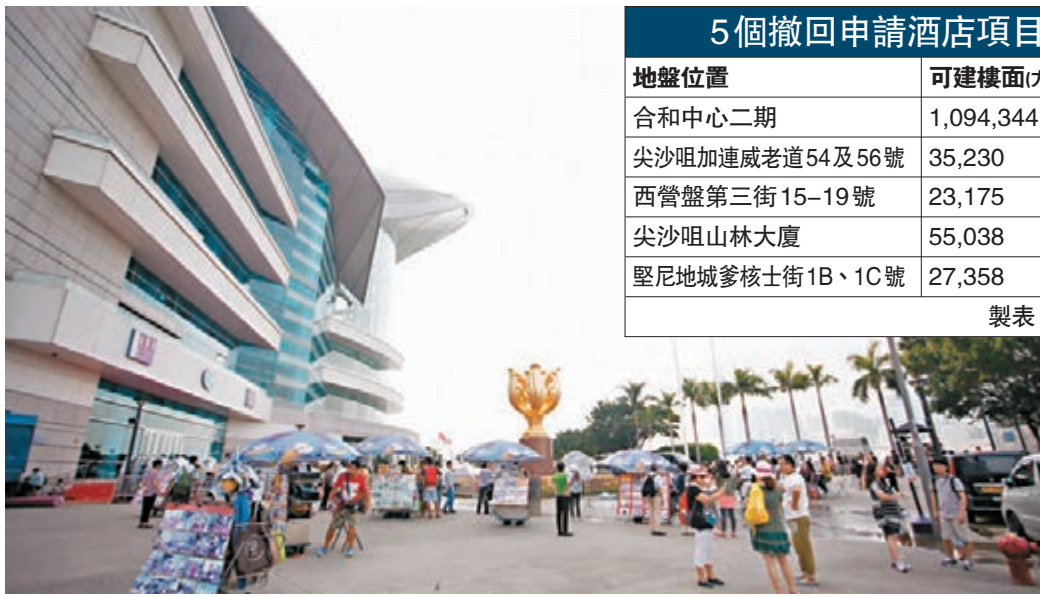 5個撤回申請酒店項目
地盤位置 可建樓面
合和中心二期 1,094,344
尖沙咀加連威老道54及56號 35,230
西營盤第三街15–19號 23,175
尖沙咀山林大廈 55,038
堅尼地城爹核士街1B、1C號 27,358
製表